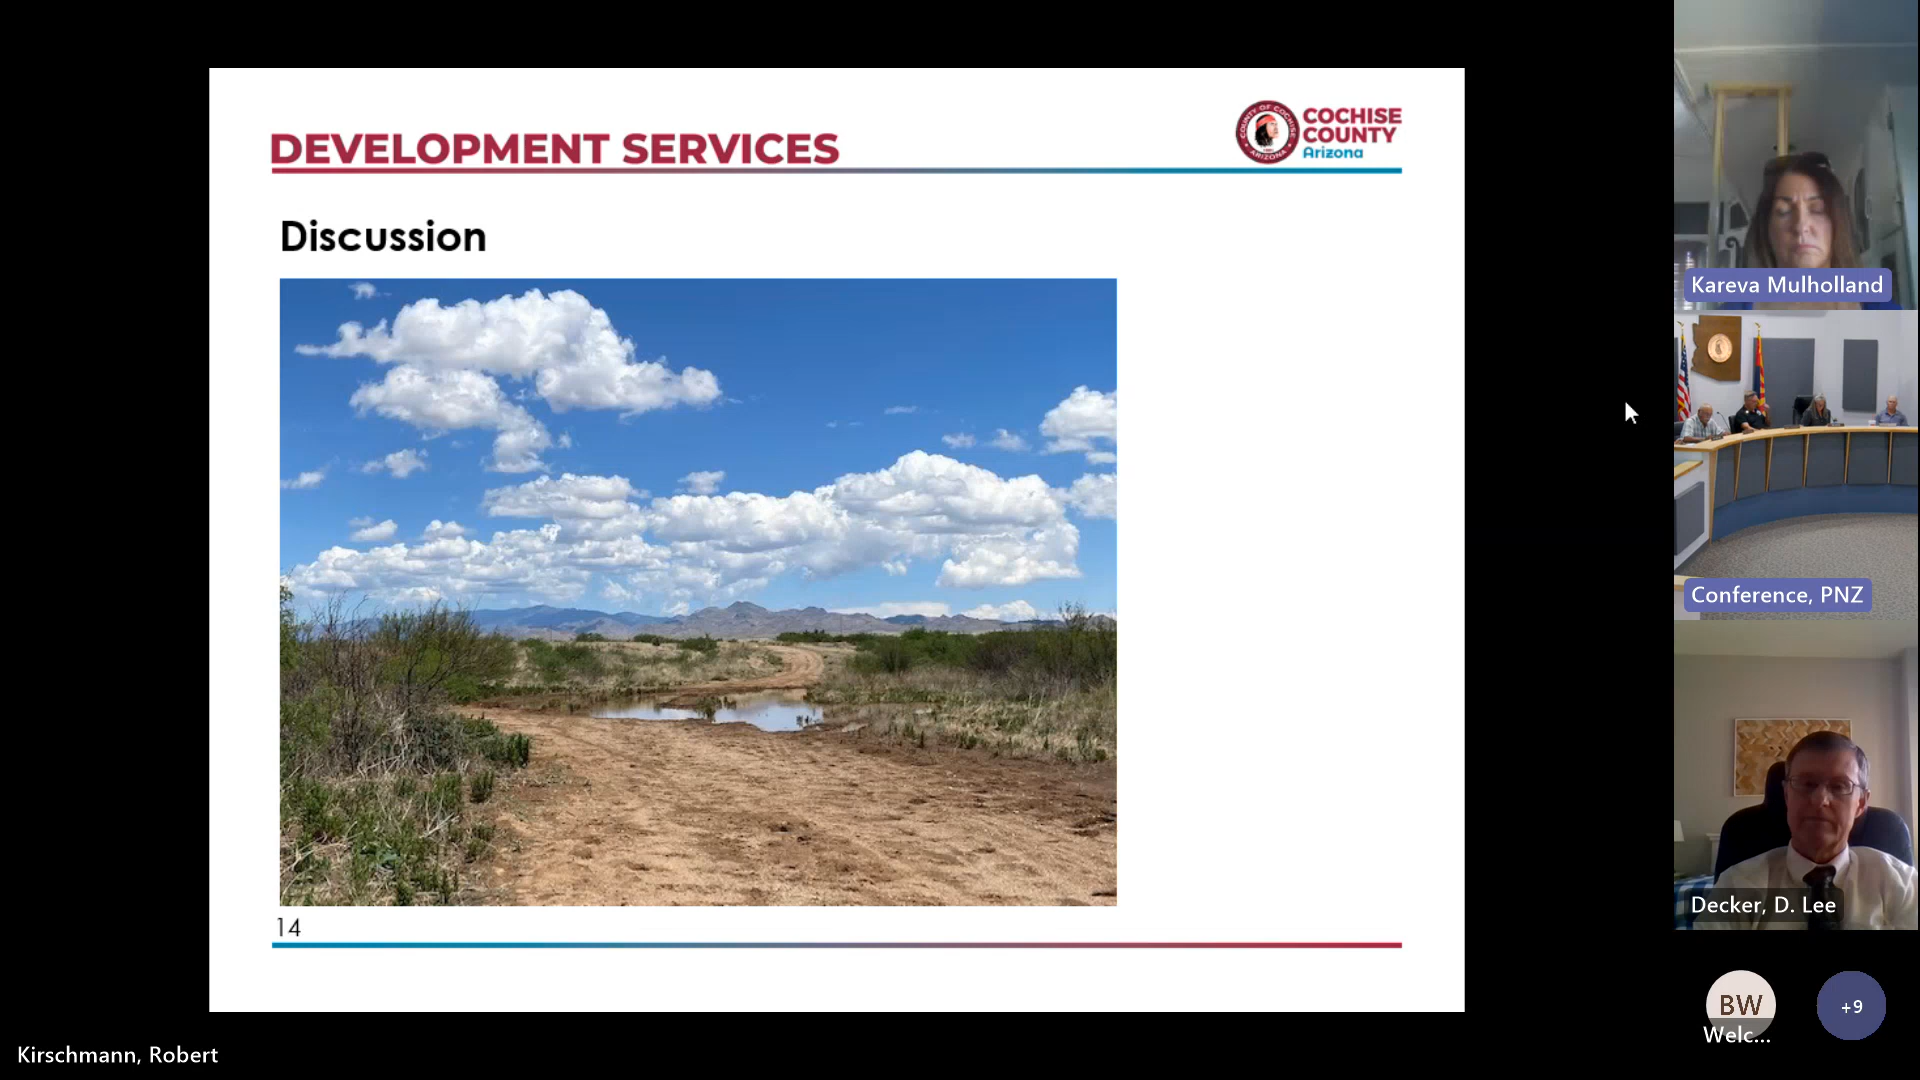 DEVELOPMENT SERVICES
COUNTY OF COCHISE
ARIZONA
COCHISE
COUNTY
Arizona
Discussion
14
Kareva Mulholland
Conference, PNZ
Decker, D. Lee
BW
Welc...
+9
Kirschmann, Robert